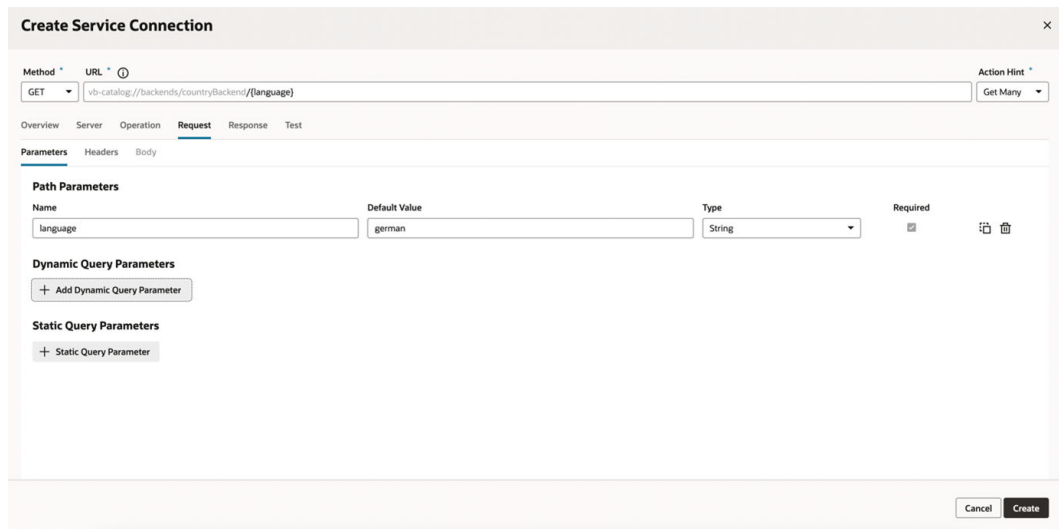 Create Service Connection
Method * URL * Action Hint *
GET vb-catalog://backends/countryBackend/{language} Get Many
Overview Server Operation Request Response Test
Parameters Headers Body
Path Parameters
Name Default Value Type Required
language german String
Dynamic Query Parameters
+ Add Dynamic Query Parameter
Static Query Parameters
+ Static Query Parameter
Cancel Create